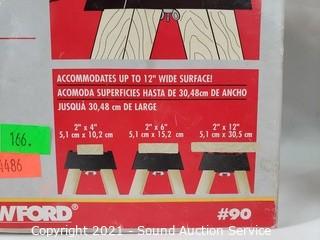 ACCOMMODATES UP TO 12" WIDE SURFACE!
ACOMODA SUPERFICIES HASTA DE 30,48cm DE ANCHO
JUSQUÀ 30,48 cm DE LARGE
2" x 4" 2" x 6" 2" x 12"
5,1 cm x 10,2 cm 5,1 cm x 15,2 cm 5,1 cm x 30,5 cm
166.
4486
WFORD® #90
Copyright 2021 - Sound Auction Service